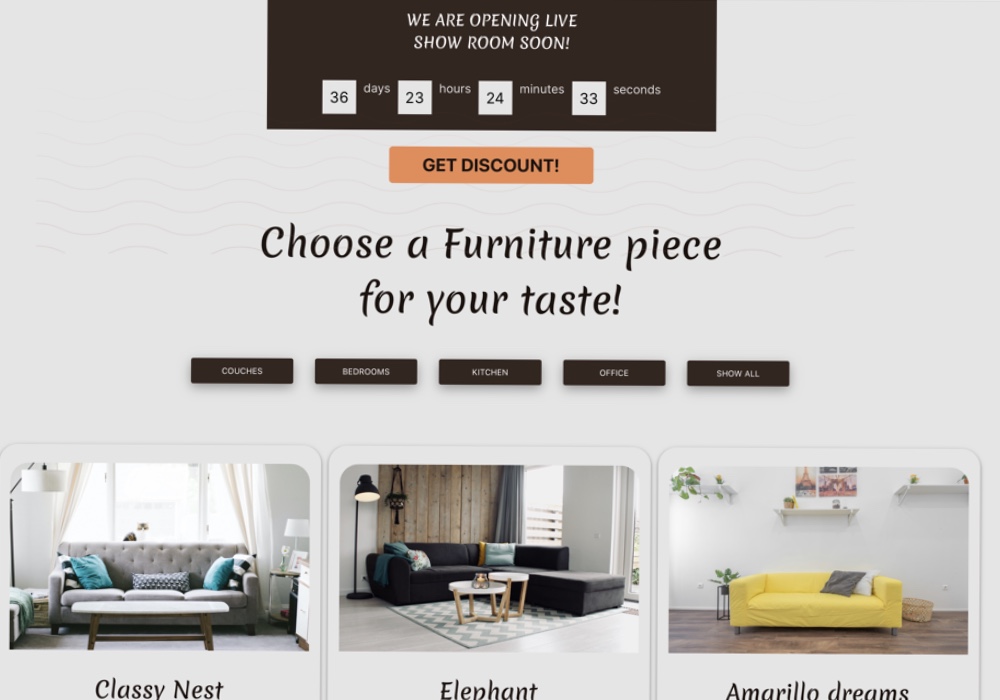 WE ARE OPENING LIVE
SHOW ROOM SOON!
36 days 23 hours 24 minutes 33 seconds
GET DISCOUNT!
Choose a Furniture piece
for your taste!
COUCHES BEDROOMS KITCHEN OFFICE SHOW ALL
Classy Nest Elephant Amarillo dreams